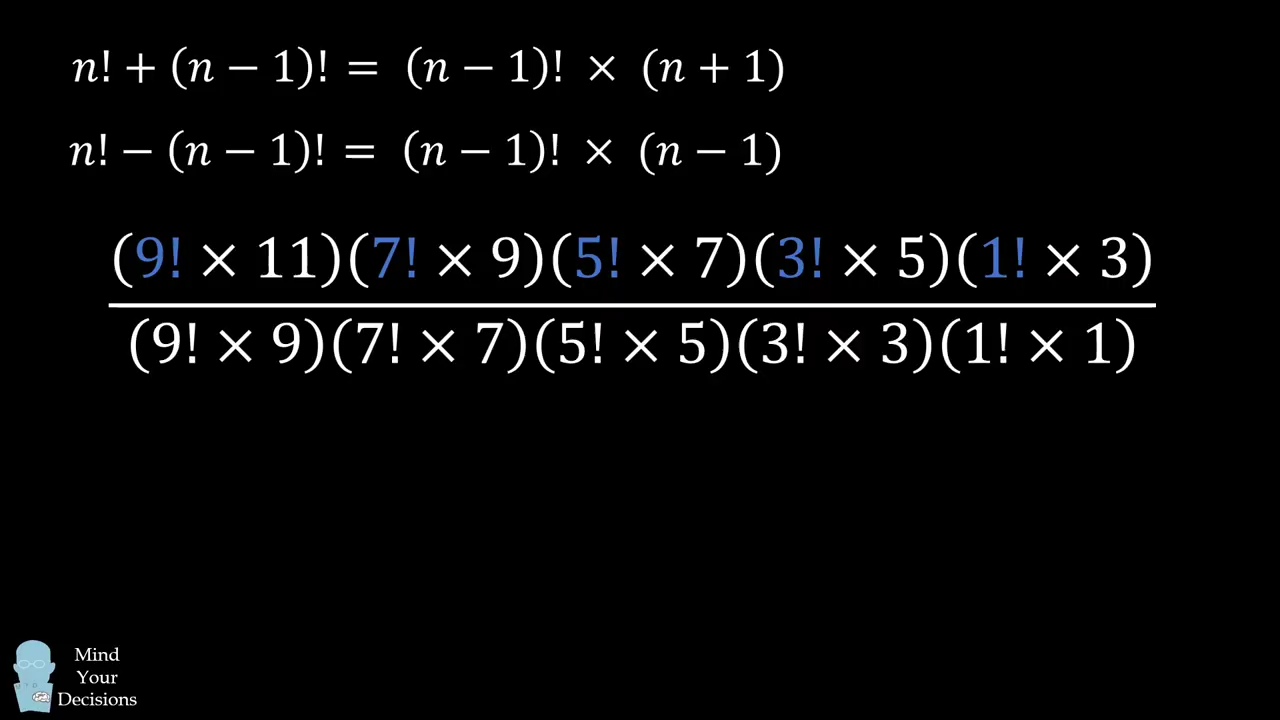 n! + (n − 1)! = (n − 1)! × (n + 1)
n! − (n − 1)! = (n − 1)! × (n − 1)
(9! × 11)(7! × 9)(5! × 7)(3! × 5)(1! × 3)
(9! × 9)(7! × 7)(5! × 5)(3! × 3)(1! × 1)
Mind
Your
Decisions